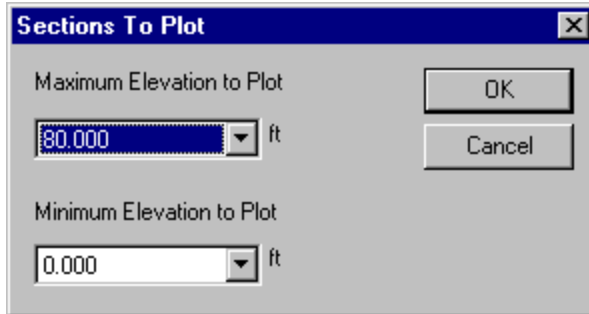 Sections To Plot
Maximum Elevation to Plot
80.000 ft
OK
Cancel
Minimum Elevation to Plot
0.000 ft